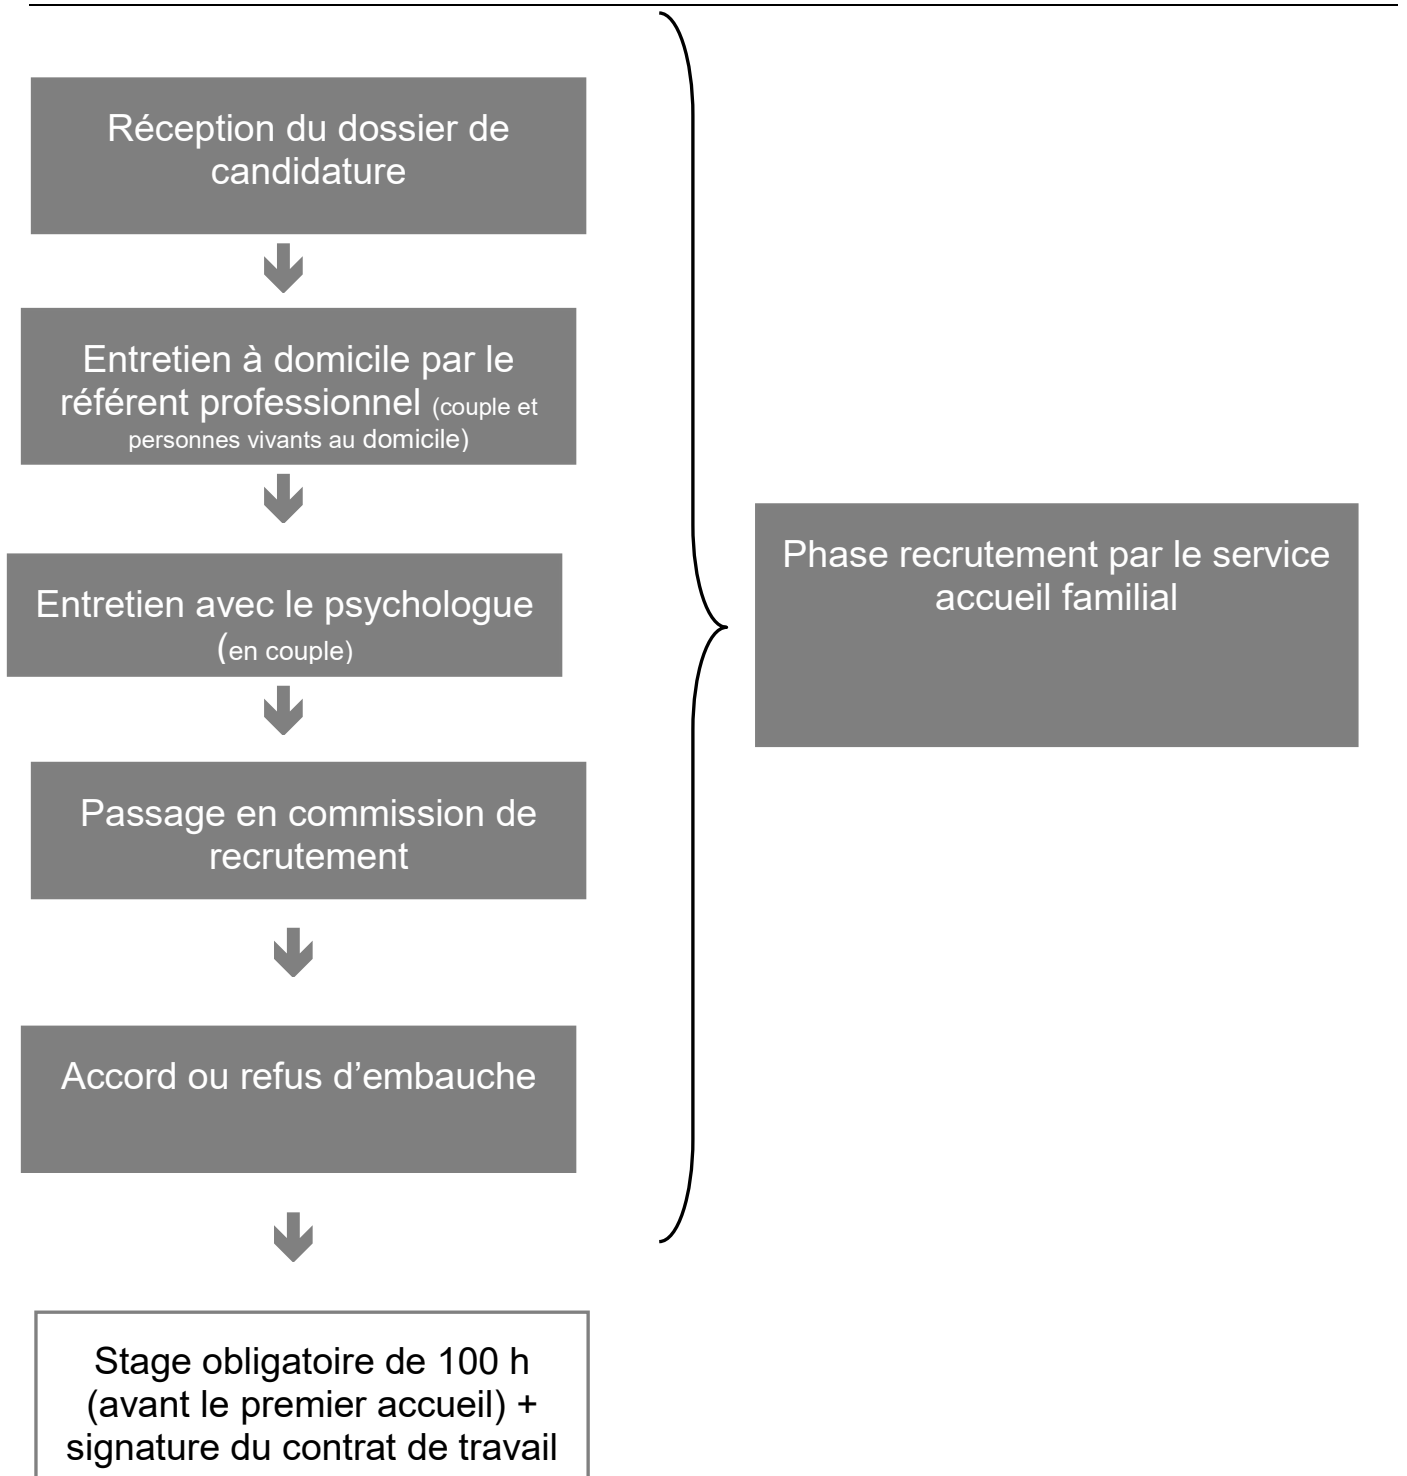 Réception du dossier de
candidature
Entretien à domicile par le
référent professionnel (couple et
personnes vivants au domicile)
Entretien avec le psychologue
(en couple)
Passage en commission de
recrutement
Accord ou refus d’embauche
Stage obligatoire de 100 h
(avant le premier accueil) +
signature du contrat de travail
Phase recrutement par le service
accueil familial